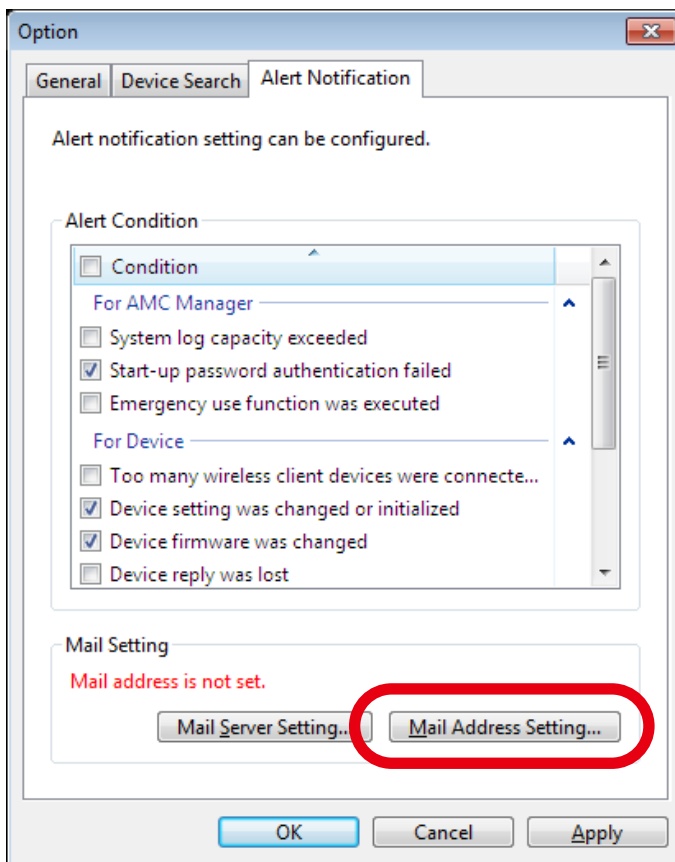 Option
General
Device Search
Alert Notification
Alert notification setting can be configured.
Alert Condition
Condition
For AMC Manager
System log capacity exceeded
Start-up password authentication failed
Emergency use function was executed
For Device
Too many wireless client devices were connecte...
Device setting was changed or initialized
Device firmware was changed
Device reply was lost
Mail Setting
Mail address is not set.
Mail Server Setting...
Mail Address Setting...
OK
Cancel
Apply